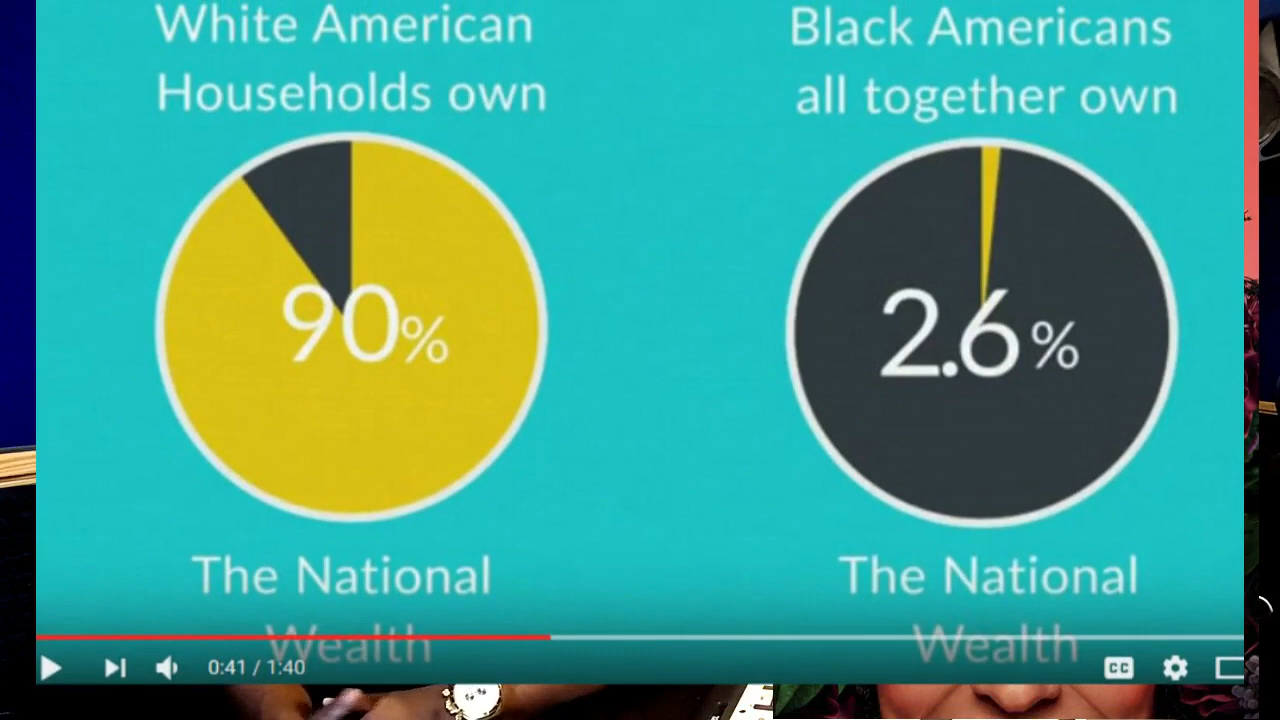 White American
Households own
90%
The National
Wealth
Black Americans
all together own
2.6%
The National
Wealth
0:41 / 1:40
CC